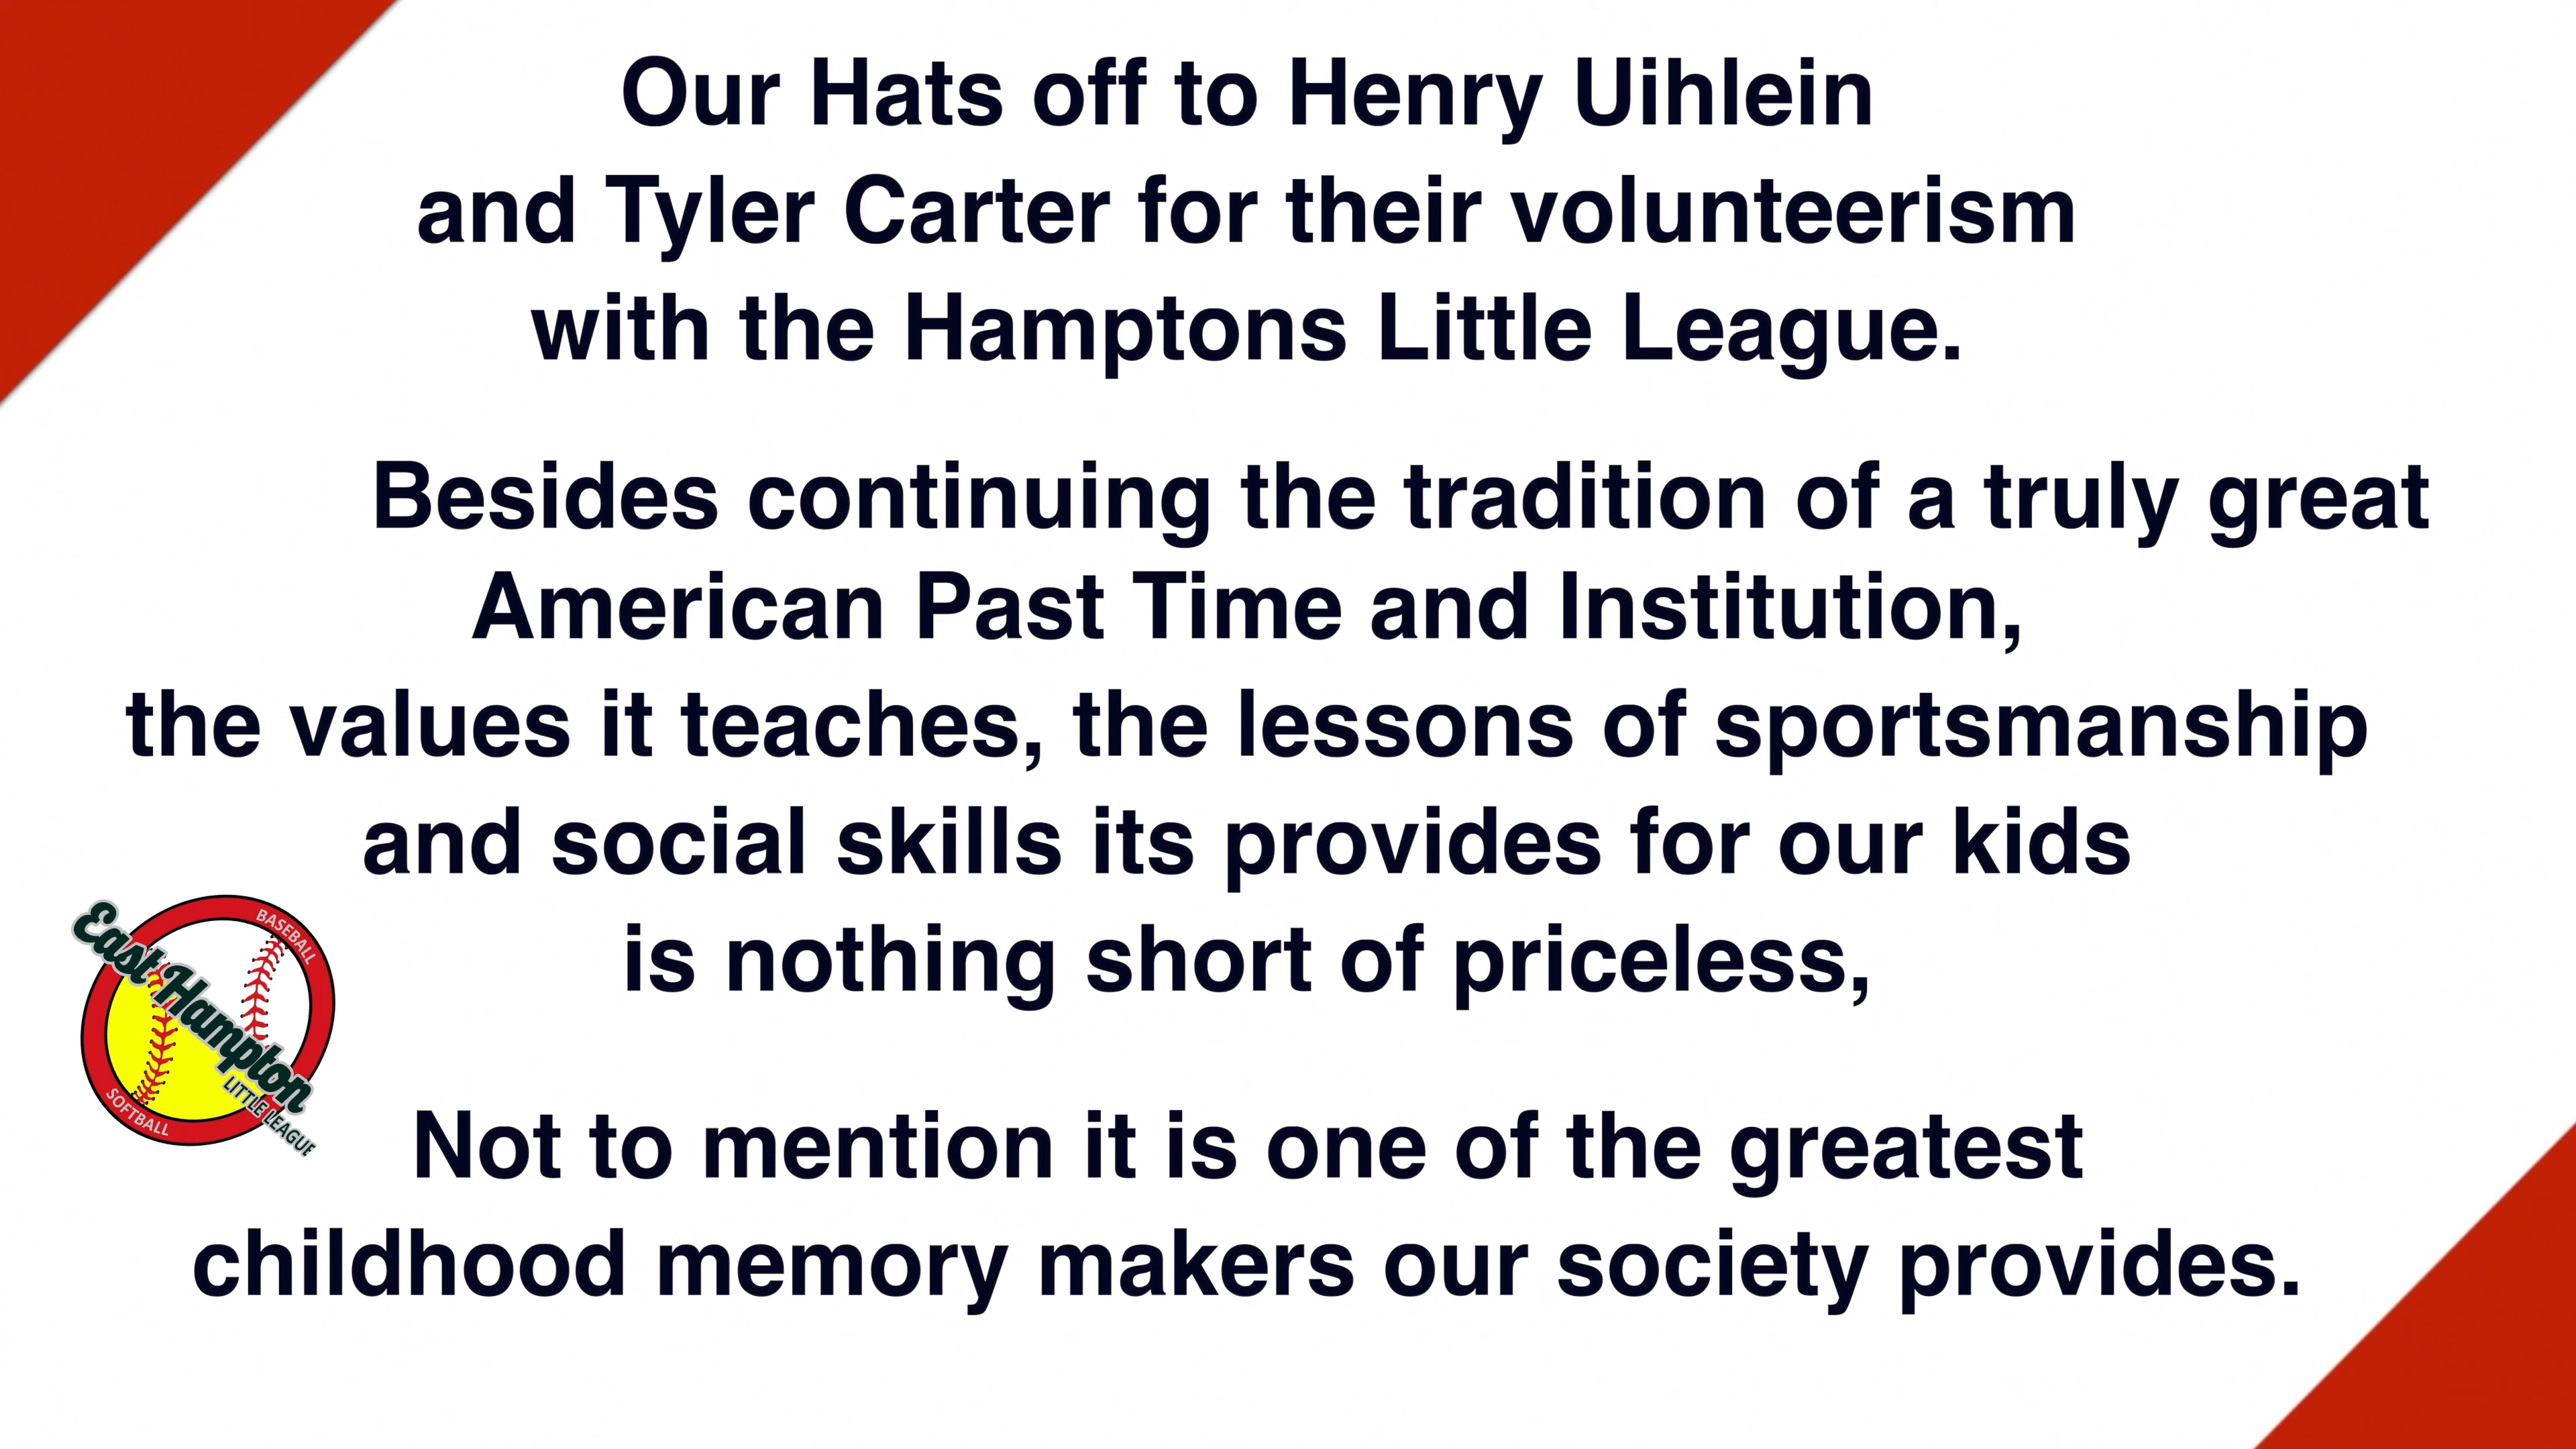 Our Hats off to Henry Uihlein
and Tyler Carter for their volunteerism
with the Hamptons Little League.
Besides continuing the tradition of a truly great
American Past Time and Institution,
the values it teaches, the lessons of sportsmanship
and social skills its provides for our kids
is nothing short of priceless,
BASEBALL
East Hampton
LITTLE LEAGUE
SOFTBALL
Not to mention it is one of the greatest
childhood memory makers our society provides.